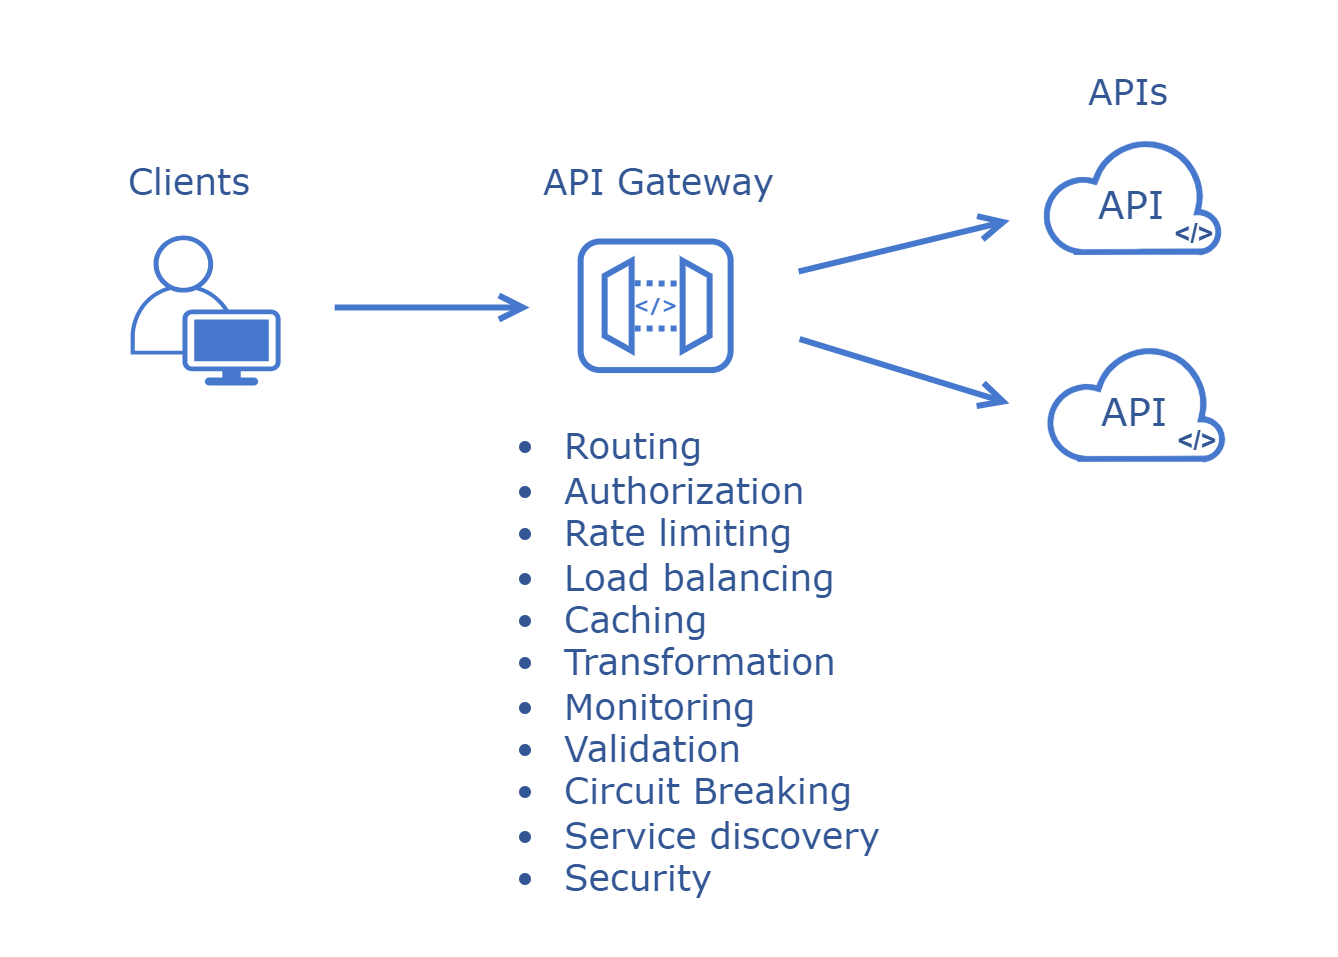 APIs
Clients
API Gateway
API
</>
</>
API
</>
• Routing
• Authorization
• Rate limiting
• Load balancing
• Caching
• Transformation
• Monitoring
• Validation
• Circuit Breaking
• Service discovery
• Security